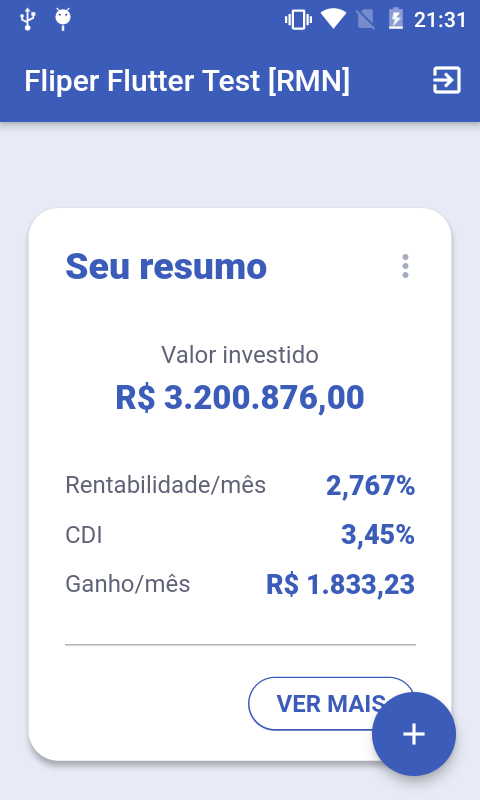 21:31
Fliper Flutter Test [RMN]
Seu resumo
Valor investido
R$ 3.200.876,00
Rentabilidade/mês 2,767%
CDI 3,45%
Ganho/mês R$ 1.833,23
VER MAIS